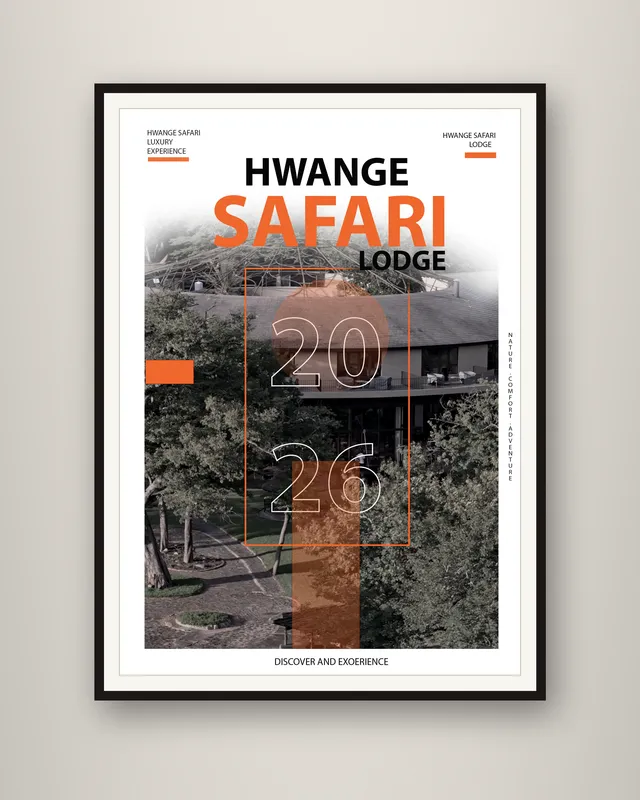 HWANGE SAFARI
LUXURY
EXPERIENCE
HWANGE SAFARI
LODGE
HWANGE
SAFARI
LODGE
20
26
NATURE . COMFORT . ADVENTURE
DISCOVER AND EXOERIENCE